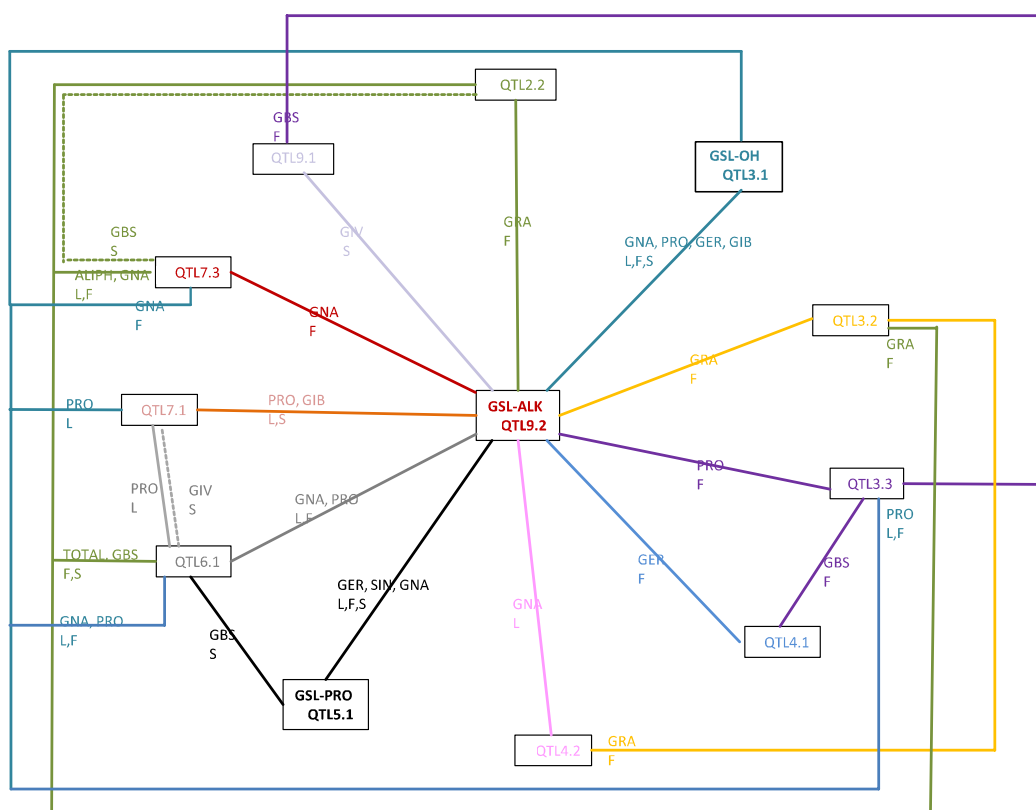 QTL2.2
GBS
F
QTL9.1
GSL-OH
QTL3.1
GRA
F
GBS
S
GIV
S
GNA, PRO, GER, GIB
L,F,S
QTL7.3
ALIPH, GNA
L,F
GNA
F
GNA
F
QTL3.2
GRA
F
GRA
F
PRO
L
QTL7.1
PRO, GIB
L,S
GSL-ALK
QTL9.2
PRO
F
QTL3.3
PRO
L
GIV
S
GNA, PRO
L,F
PRO
L,F
TOTAL, GBS
F,S
QTL6.1
GER
F
GBS
F
GER, SIN, GNA
L,F,S
GNA
L
GNA, PRO
L,F
GBS
S
QTL4.1
GSL-PRO
QTL5.1
QTL4.2
GRA
F